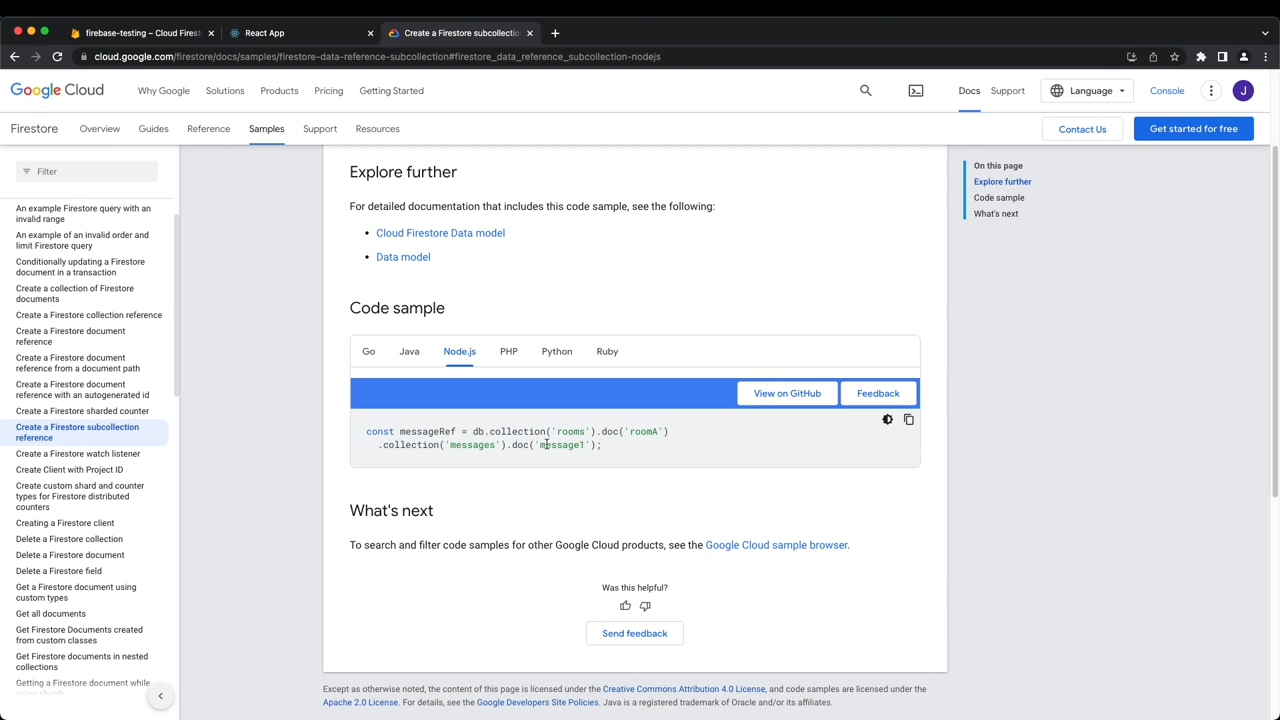 firebase-testing – Cloud Fires
React App
Create a Firestore subcollectio
cloud.google.com/firestore/docs/samples/firestore-data-reference-subcollection#firestore_data_reference_subcollection-nodejs
Google Cloud
Why Google
Solutions
Products
Pricing
Getting Started
Docs
Support
Language
Console
J
Firestore
Overview
Guides
Reference
Samples
Support
Resources
Contact Us
Get started for free
Filter
An example Firestore query with an
invalid range
An example of an invalid order and
limit Firestore query
Conditionally updating a Firestore
document in a transaction
Create a collection of Firestore
documents
Create a Firestore collection reference
Create a Firestore document
reference
Create a Firestore document
reference from a document path
Create a Firestore document
reference with an autogenerated id
Create a Firestore sharded counter
Create a Firestore subcollection
reference
Create a Firestore watch listener
Create Client with Project ID
Create custom shard and counter
types for Firestore distributed
counters
Creating a Firestore client
Delete a Firestore collection
Delete a Firestore document
Delete a Firestore field
Get a Firestore document using
custom types
Get all documents
Get Firestore Documents created
from custom classes
Get Firestore documents in nested
collections
Getting a Firestore document while
using shards
Explore further
For detailed documentation that includes this code sample, see the following:
• Cloud Firestore Data model
• Data model
Code sample
Go
Java
Node.js
PHP
Python
Ruby
View on GitHub
Feedback
const messageRef = db.collection('rooms').doc('roomA')
.collection('messages').doc('message1');
What's next
To search and filter code samples for other Google Cloud products, see the Google Cloud sample browser.
Was this helpful?
Send feedback
Except as otherwise noted, the content of this page is licensed under the Creative Commons Attribution 4.0 License, and code samples are licensed under the
Apache 2.0 License. For details, see the Google Developers Site Policies. Java is a registered trademark of Oracle and/or its affiliates.
On this page
Explore further
Code sample
What's next